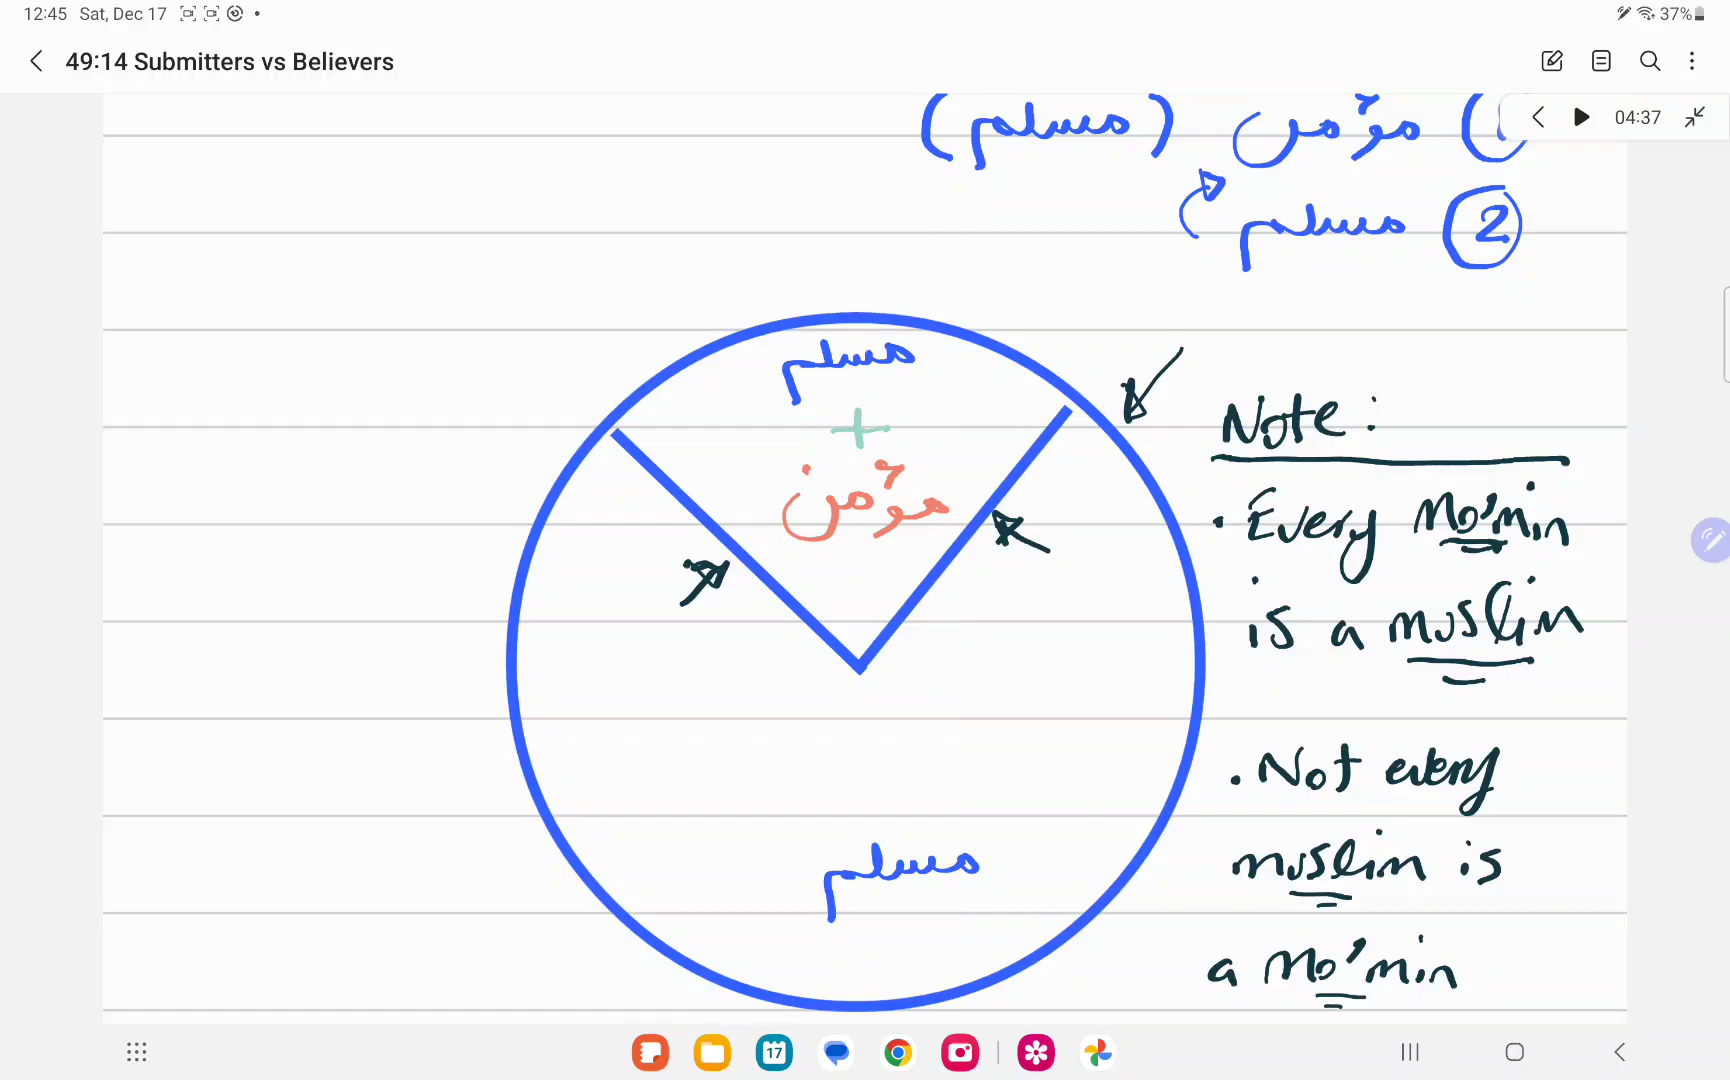 12:45 Sat, Dec 17
37%
49:14 Submitters vs Believers
مؤمن (مسلم)
04:37
2 مسلم
مسلم
+
مؤمن
Note:
• Every Mo'min
is a muslim
• Not every
muslim is
a Mo'min
مسلم
17